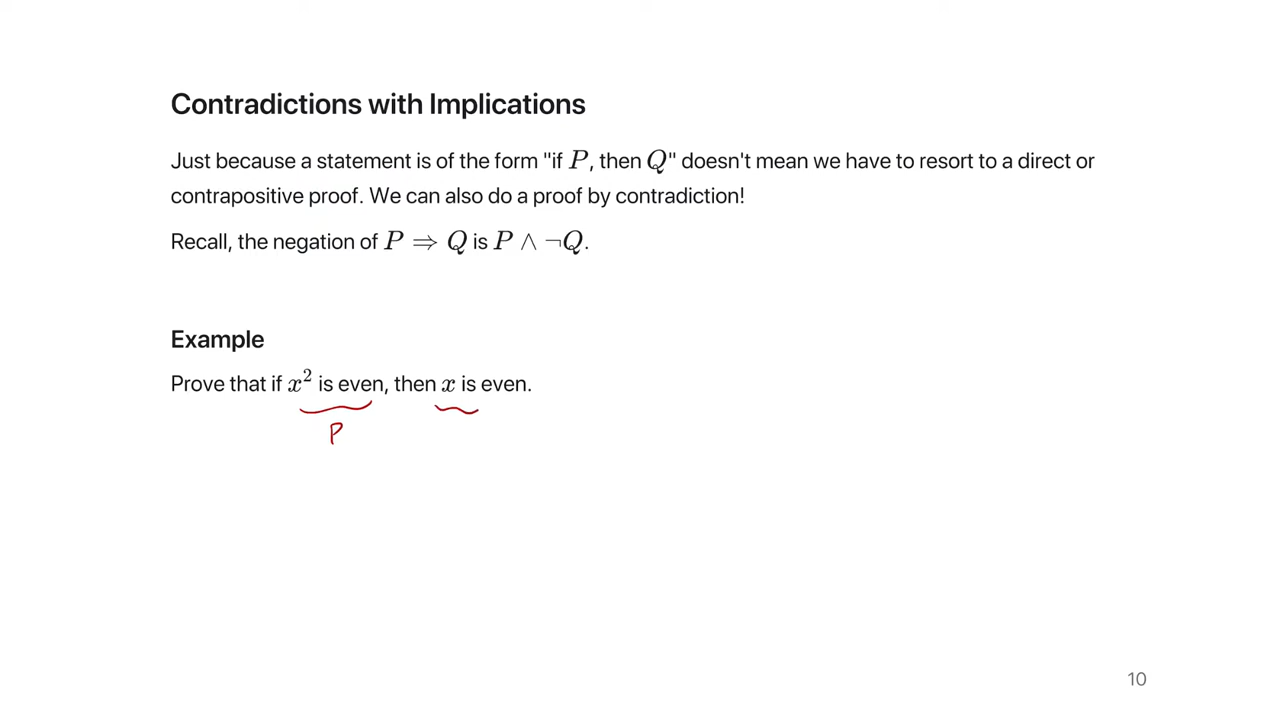 Contradictions with Implications
Just because a statement is of the form "if P, then Q" doesn't mean we have to resort to a direct or
contrapositive proof. We can also do a proof by contradiction!
Recall, the negation of P ⇒ Q is P ∧ ¬Q.
Example
Prove that if x² is even, then x is even.
P
10